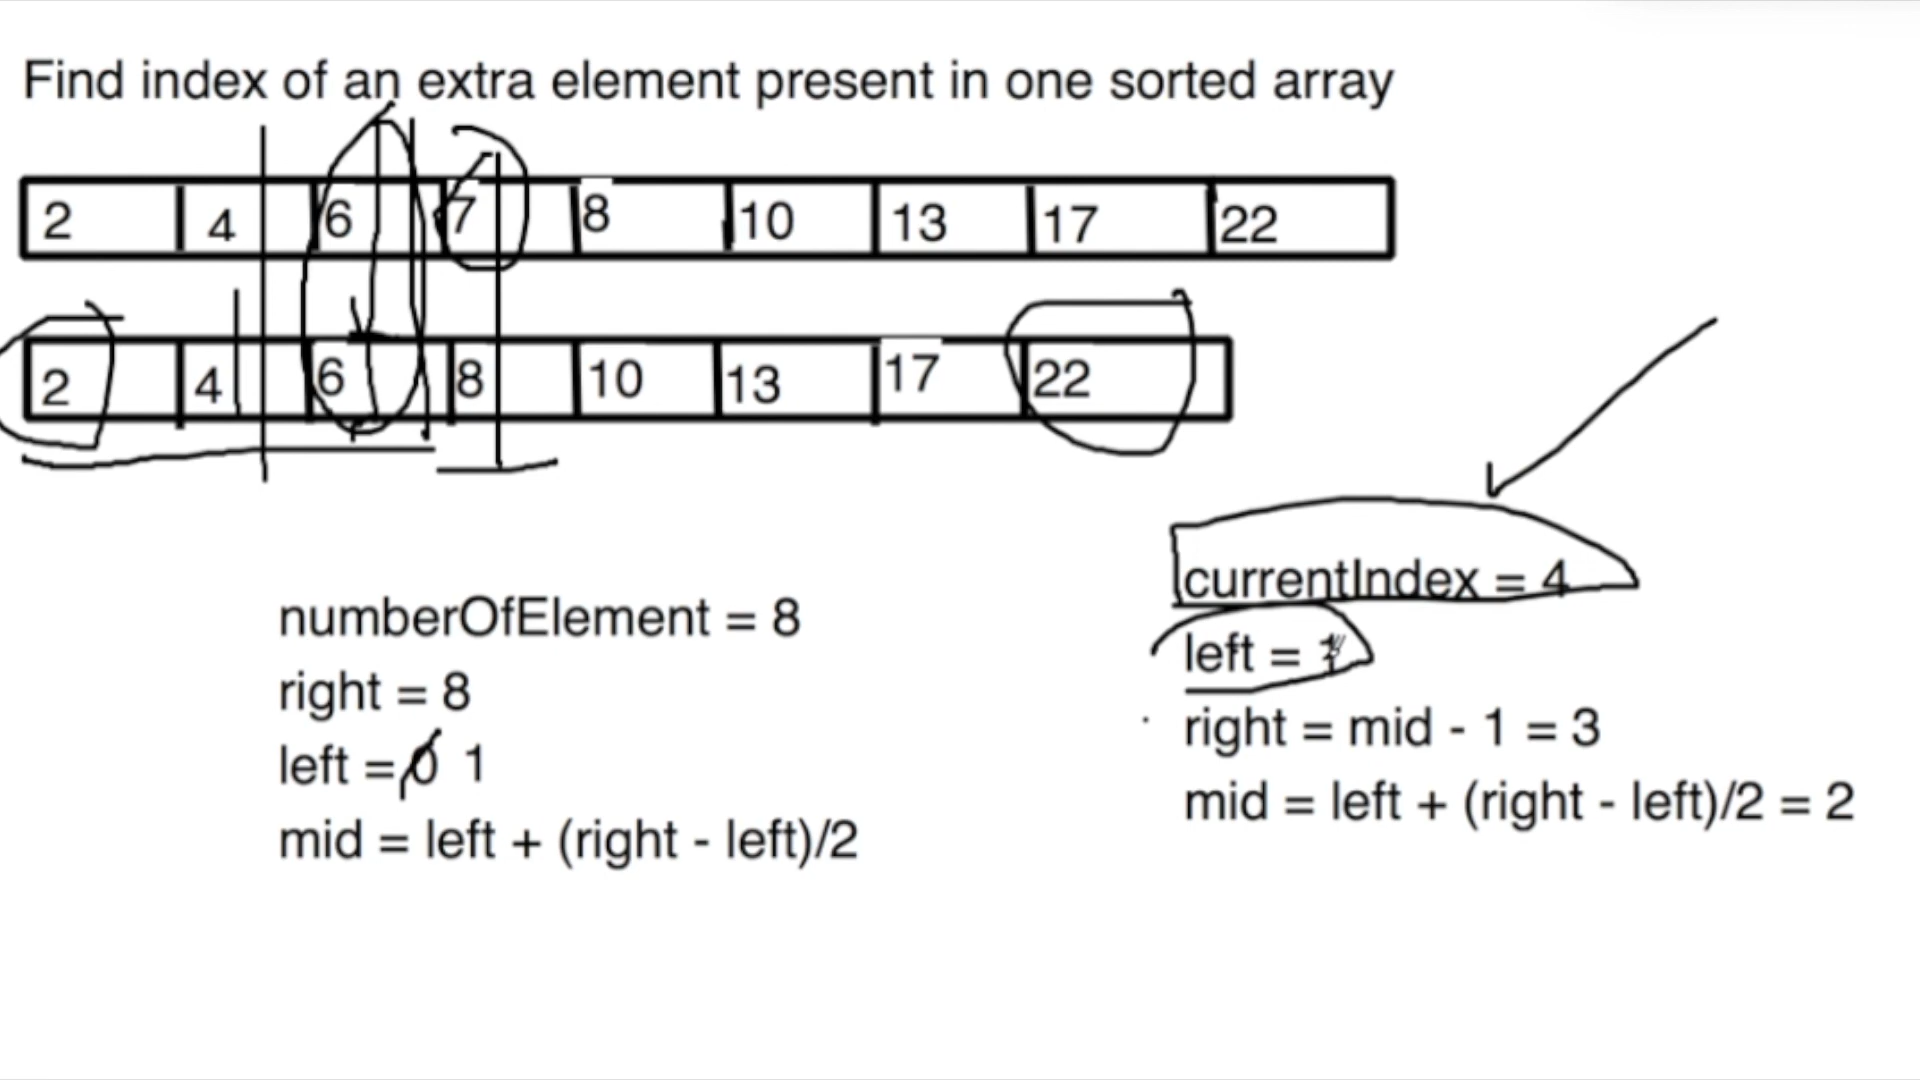 Find index of an extra element present in one sorted array
2 4 6 7 8 10 13 17 22
2 4 6 8 10 13 17 22
numberOfElement = 8
right = 8
left = 0 1
mid = left + (right - left)/2
currentIndex = 4
left =
right = mid - 1 = 3
mid = left + (right - left)/2 = 2